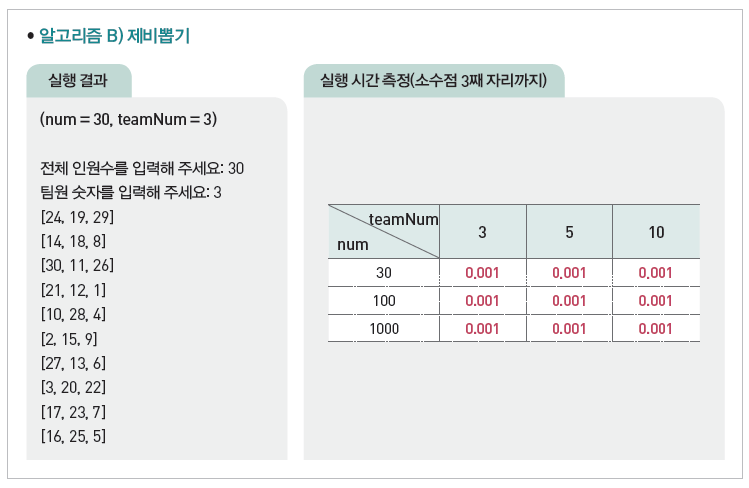 • 알고리즘 B) 제비뽑기
실행 결과
(num = 30, teamNum = 3)
전체 인원수를 입력해 주세요: 30
팀원 숫자를 입력해 주세요: 3
[24, 19, 29]
[14, 18, 8]
[30, 11, 26]
[21, 12, 1]
[10, 28, 4]
[2, 15, 9]
[27, 13, 6]
[3, 20, 22]
[17, 23, 7]
[16, 25, 5]
실행 시간 측정(소수점 3째 자리까지)
teamNum
num
3 5 10
30 0.001 0.001 0.001
100 0.001 0.001 0.001
1000 0.001 0.001 0.001